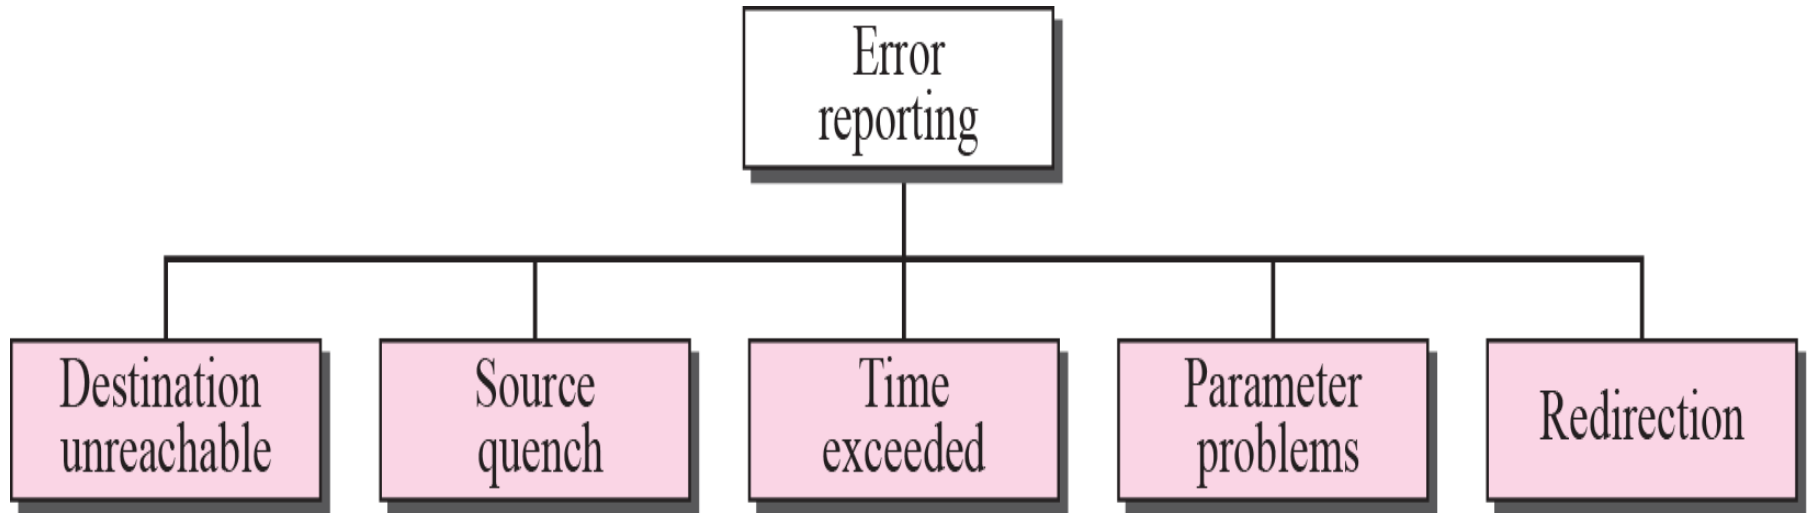 Error
reporting
Destination
unreachable
Source
quench
Time
exceeded
Parameter
problems
Redirection